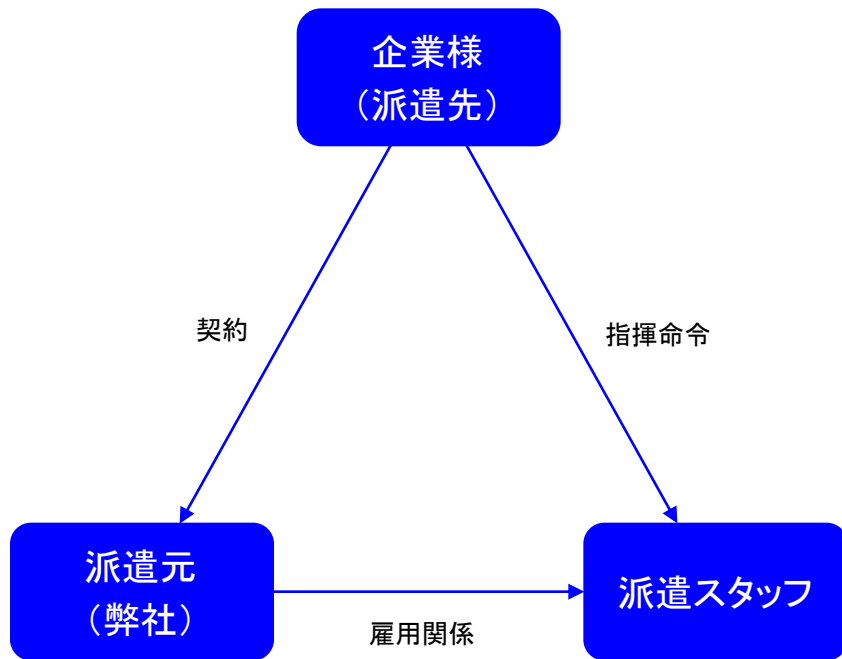 企業様
（派遣先）
契約
指揮命令
派遣元
（弊社）
派遣スタッフ
雇用関係